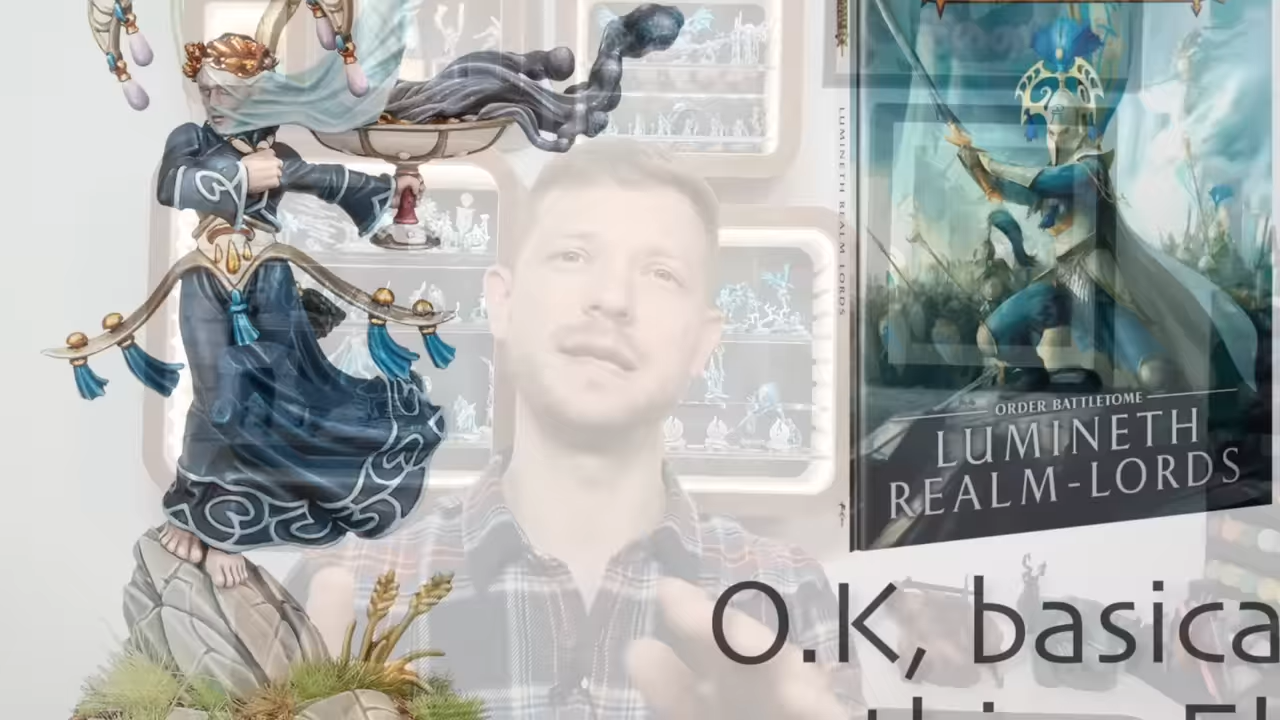 LUMINETH REALM LORDS
ORDER BATTLETOME
LUMINETH
REALM-LORDS
O.K, basica